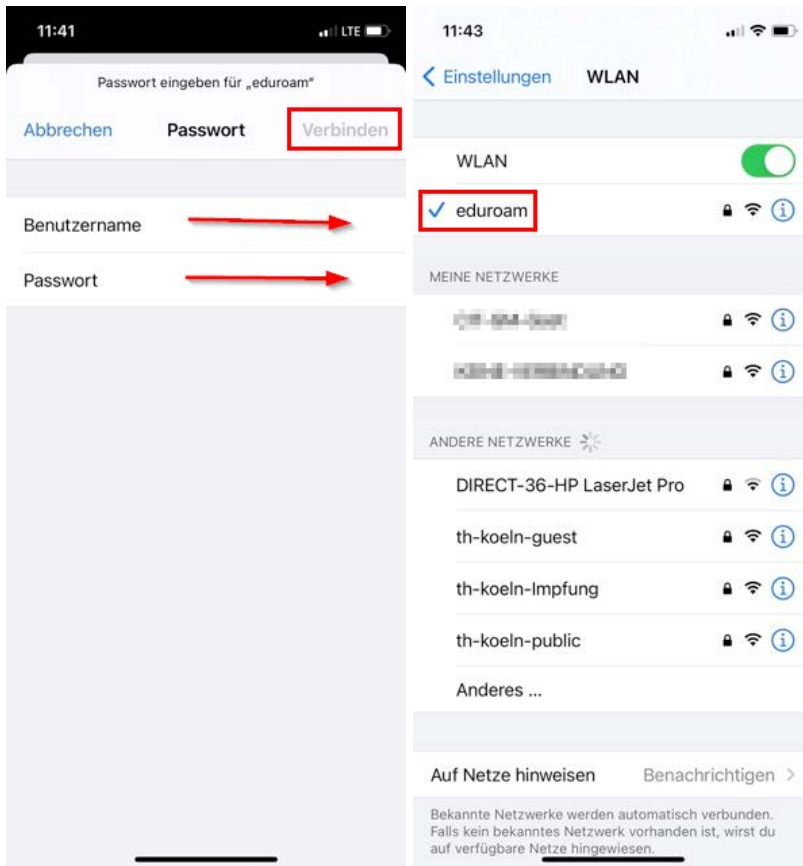 11:41
LTE
Passwort eingeben für „eduroam“
Abbrechen Passwort Verbinden
Benutzername
Passwort
11:43
Einstellungen WLAN
WLAN
eduroam
MEINE NETZWERKE
ANDERE NETZWERKE
DIRECT-36-HP LaserJet Pro
th-koeln-guest
th-koeln-Impfung
th-koeln-public
Anderes ...
Auf Netze hinweisen Benachrichtigen
Bekannte Netzwerke werden automatisch verbunden.
Falls kein bekanntes Netzwerk vorhanden ist, wirst du
auf verfügbare Netze hingewiesen.